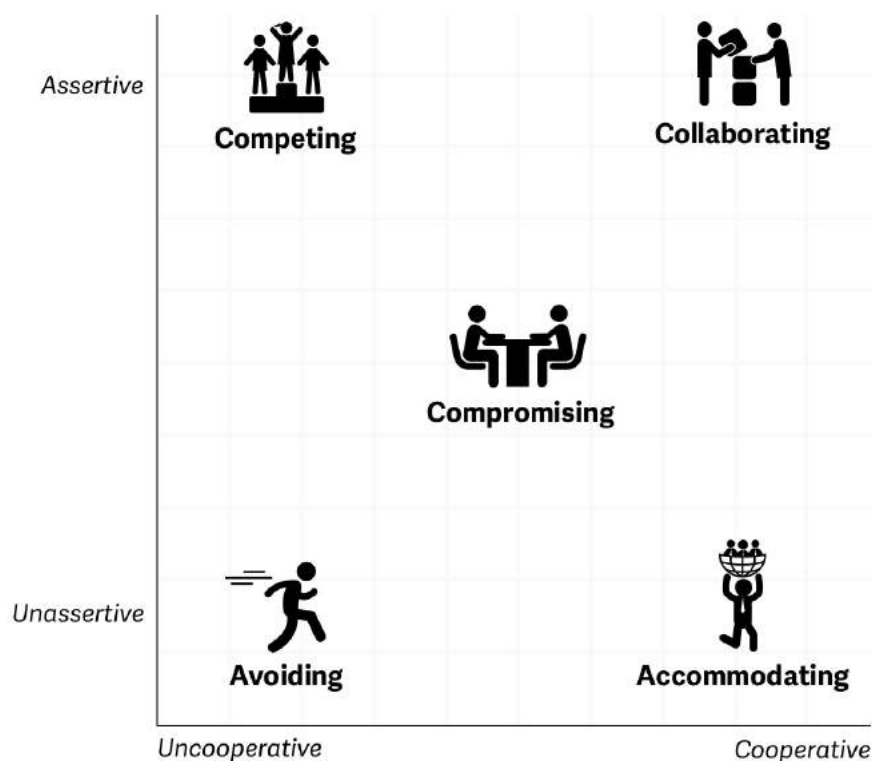 Assertive
Competing
Collaborating
Compromising
Unassertive
Avoiding
Accommodating
Uncooperative
Cooperative